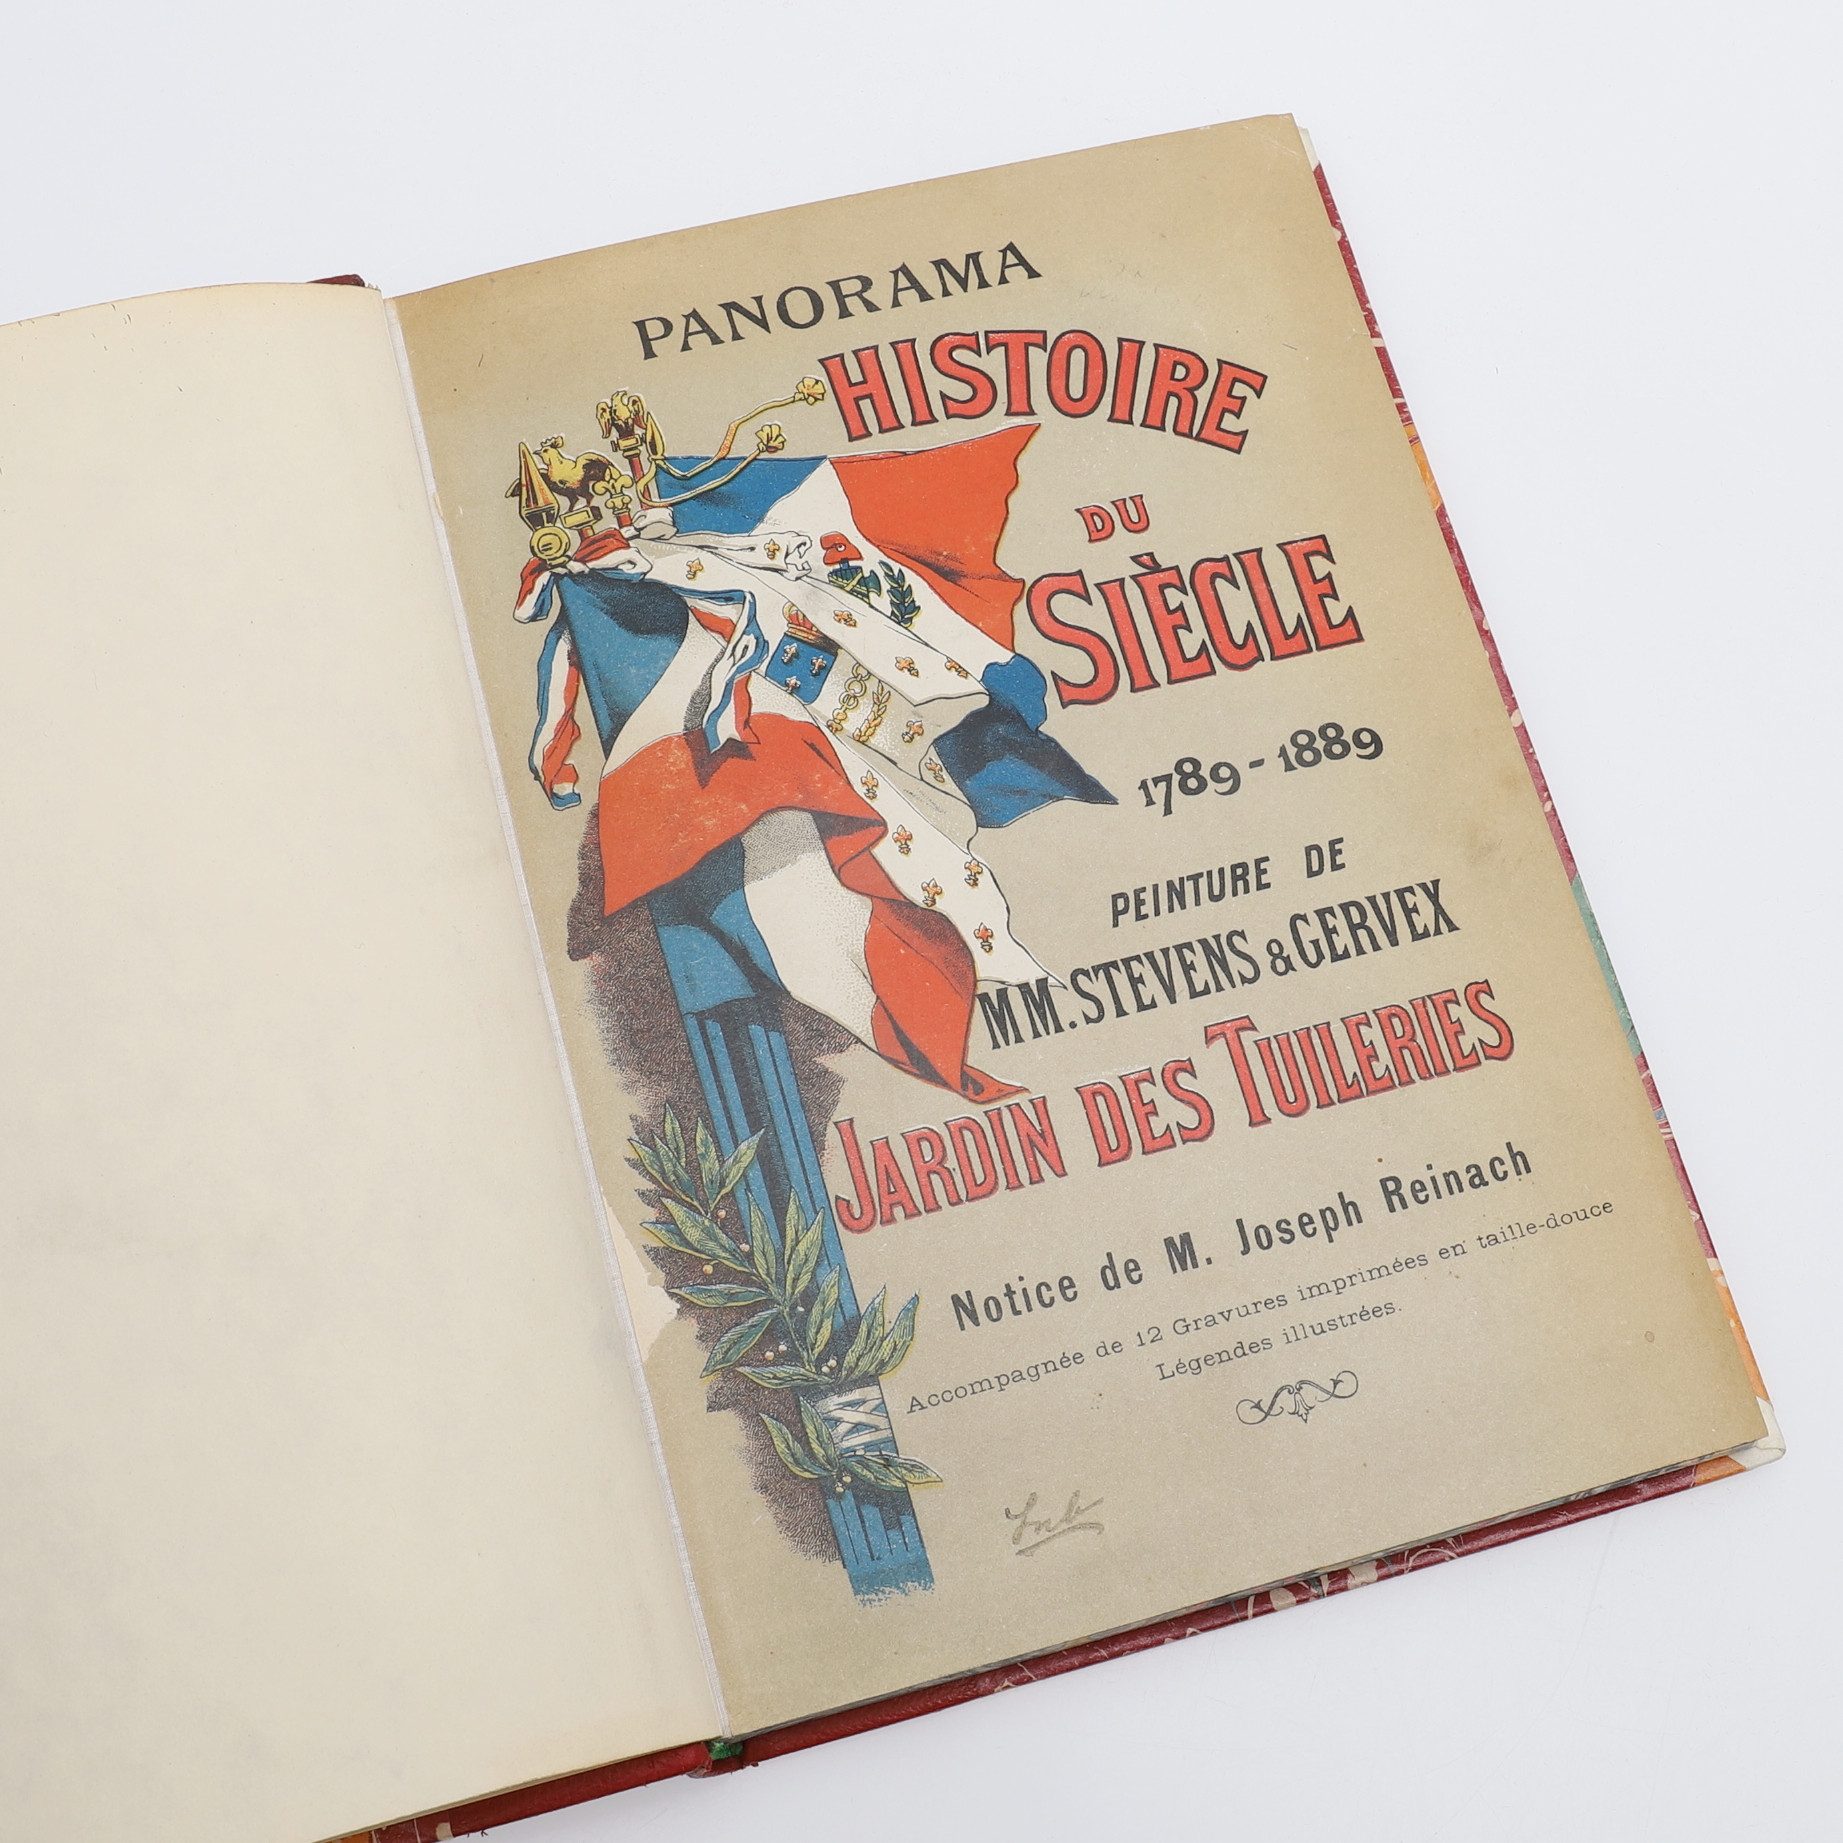 PANORAMA
HISTOIRE
DU
SIÈCLE
1789-1889
PEINTURE DE
MM. STEVENS & GERVEX
JARDIN DES TUILERIES
Notice de M. Joseph Reinach
Accompagnée de 12 Gravures imprimées en taille-douce
Légendes illustrées.